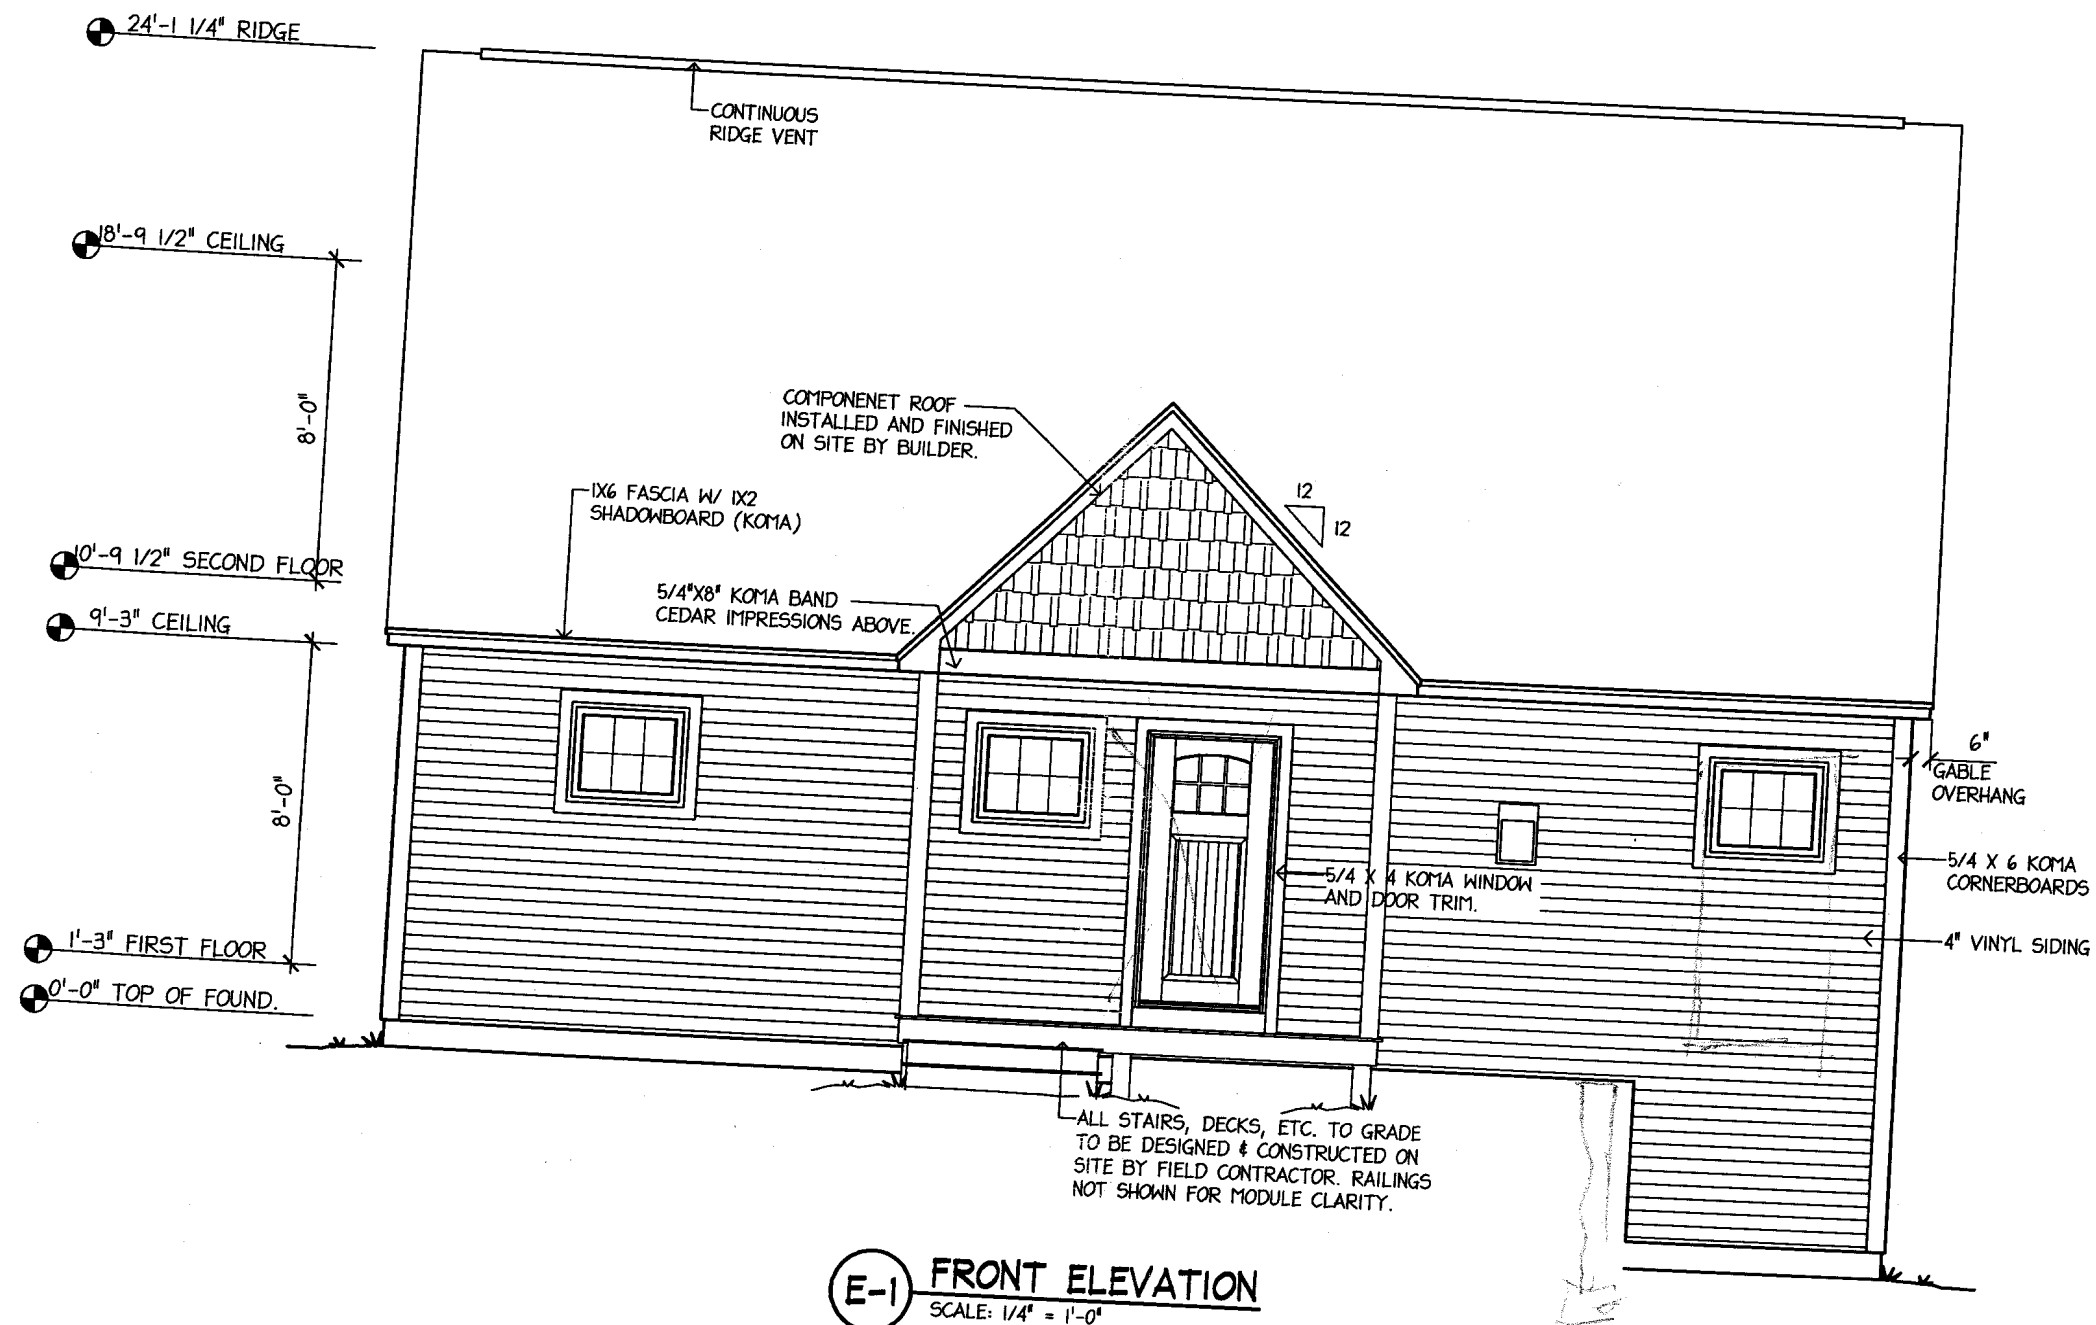 24'-1 1/4" RIDGE
CONTINUOUS
RIDGE VENT
18'-9 1/2" CEILING
8'-0"
COMPONENET ROOF
INSTALLED AND FINISHED
ON SITE BY BUILDER.
1X6 FASCIA W/ 1X2
SHADOWBOARD (KOMA)
12
12
10'-9 1/2" SECOND FLOOR
5/4"X8" KOMA BAND
CEDAR IMPRESSIONS ABOVE.
9'-3" CEILING
8'-0"
6"
GABLE
OVERHANG
5/4 X 4 KOMA WINDOW
AND DOOR TRIM.
5/4 X 6 KOMA
CORNERBOARDS
4" VINYL SIDING
1'-3" FIRST FLOOR
0'-0" TOP OF FOUND.
ALL STAIRS, DECKS, ETC. TO GRADE
TO BE DESIGNED & CONSTRUCTED ON
SITE BY FIELD CONTRACTOR. RAILINGS
NOT SHOWN FOR MODULE CLARITY.
E-1 FRONT ELEVATION
SCALE: 1/4" = 1'-0"